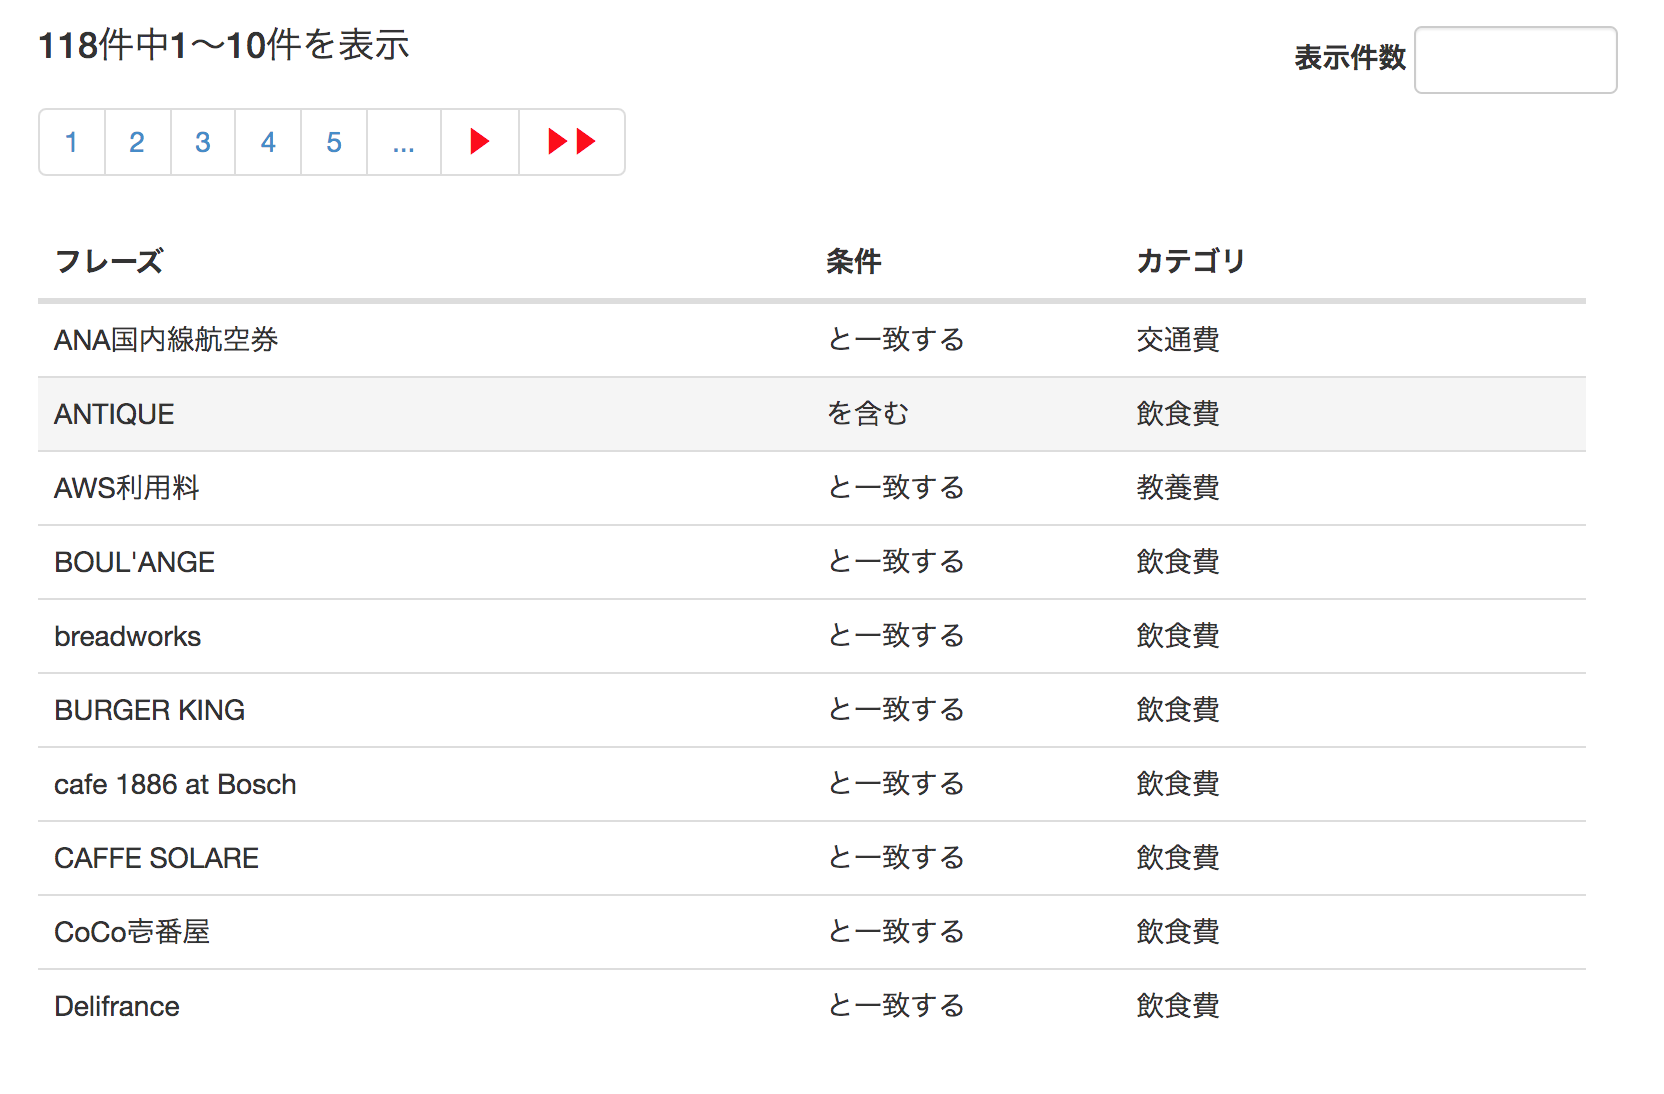 118件中1〜10件を表示
表示件数
1 2 3 4 5 ... ▶ ▶▶
フレーズ 条件 カテゴリ
ANA国内線航空券 と一致する 交通費
ANTIQUE を含む 飲食費
AWS利用料 と一致する 教養費
BOUL'ANGE と一致する 飲食費
breadworks と一致する 飲食費
BURGER KING と一致する 飲食費
cafe 1886 at Bosch と一致する 飲食費
CAFFE SOLARE と一致する 飲食費
CoCo壱番屋 と一致する 飲食費
Delifrance と一致する 飲食費